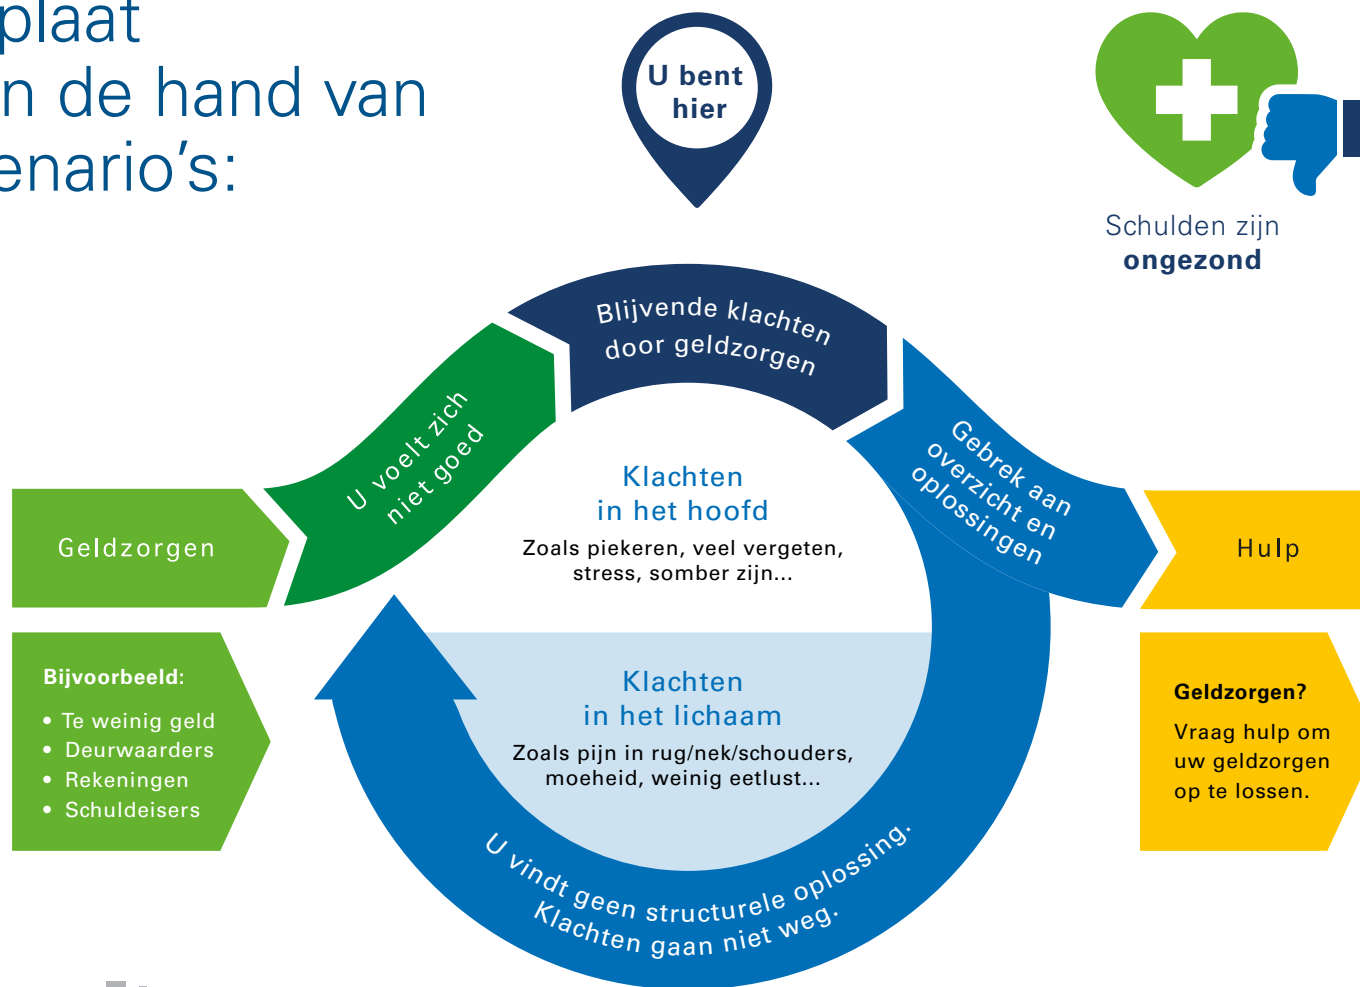 plaat
n de hand van
enario's:
U bent
hier
Schulden zijn
ongezond
Blijvende klachten
door geldzorgen
U voelt zich
niet goed
Gebrek aan
overzicht en
oplossingen
Geldzorgen
Hulp
Klachten
in het hoofd
Zoals piekeren, veel vergeten,
stress, somber zijn...
Klachten
in het lichaam
Zoals pijn in rug/nek/schouders,
moeheid, weinig eetlust...
Bijvoorbeeld:
• Te weinig geld
• Deurwaarders
• Rekeningen
• Schuldeisers
Geldzorgen?
Vraag hulp om
uw geldzorgen
op te lossen.
U vindt geen structurele oplossing.
Klachten gaan niet weg.